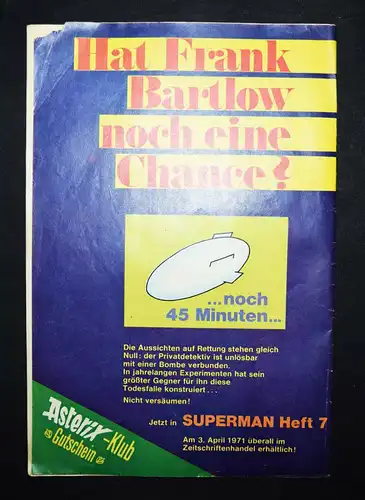 Hat Frank
Bartlow
noch eine
Chance?
...noch
45 Minuten...
Die Aussichten auf Rettung stehen gleich
Null: der Privatdetektiv ist unlösbar
mit einer Bombe verbunden.
In jahrelangen Experimenten hat sein
größter Gegner für ihn diese
Todesfalle konstruiert...
Nicht versäumen!
Jetzt in SUPERMAN Heft 7
Am 3. April 1971 überall im
Zeitschriftenhandel erhältlich!
Asterix-Klub
Gutschein